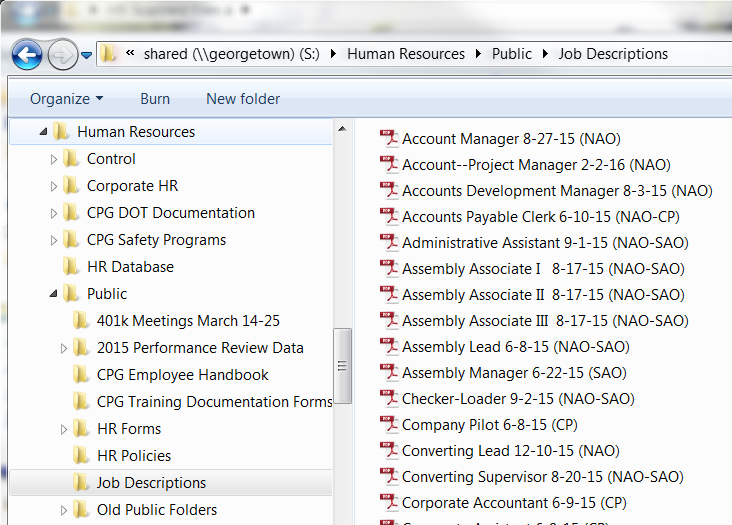 « shared (\\georgetown) (S:) ▸ Human Resources ▸ Public ▸ Job Descriptions
Organize Burn New folder
Human Resources
Control
Corporate HR
CPG DOT Documentation
CPG Safety Programs
HR Database
Public
401k Meetings March 14-25
2015 Performance Review Data
CPG Employee Handbook
CPG Training Documentation Forms
HR Forms
HR Policies
Job Descriptions
Old Public Folders
Account Manager 8-27-15 (NAO)
Account--Project Manager 2-2-16 (NAO)
Accounts Development Manager 8-3-15 (NAO)
Accounts Payable Clerk 6-10-15 (NAO-CP)
Administrative Assistant 9-1-15 (NAO-SAO)
Assembly Associate Ⅰ 8-17-15 (NAO-SAO)
Assembly Associate Ⅱ 8-17-15 (NAO-SAO)
Assembly Associate Ⅲ 8-17-15 (NAO-SAO)
Assembly Lead 6-8-15 (NAO-SAO)
Assembly Manager 6-22-15 (SAO)
Checker-Loader 9-2-15 (NAO-SAO)
Company Pilot 6-8-15 (CP)
Converting Lead 12-10-15 (NAO)
Converting Supervisor 8-20-15 (NAO-SAO)
Corporate Accountant 6-9-15 (CP)